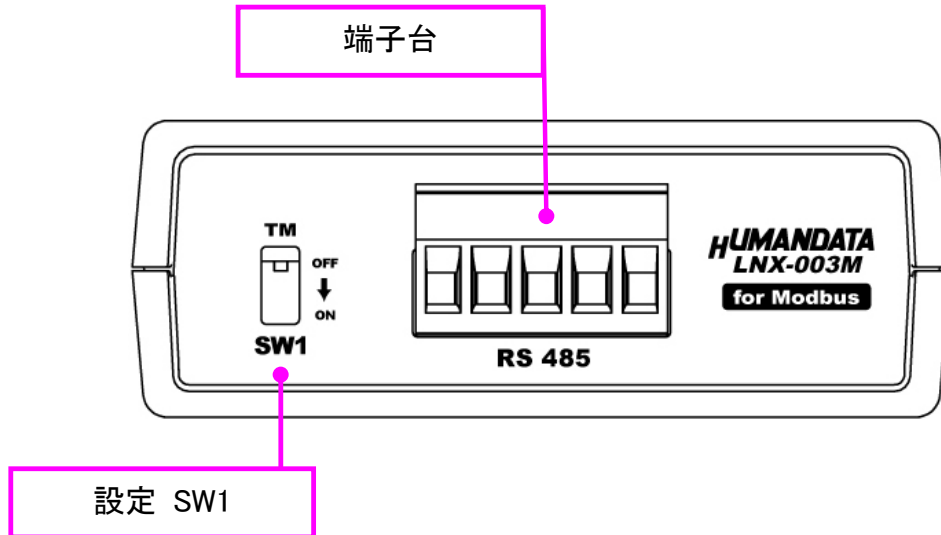 端子台
TM
OFF
ON
SW1
RS 485
HUMANDATA
LNX-003M
for Modbus
設定 SW1